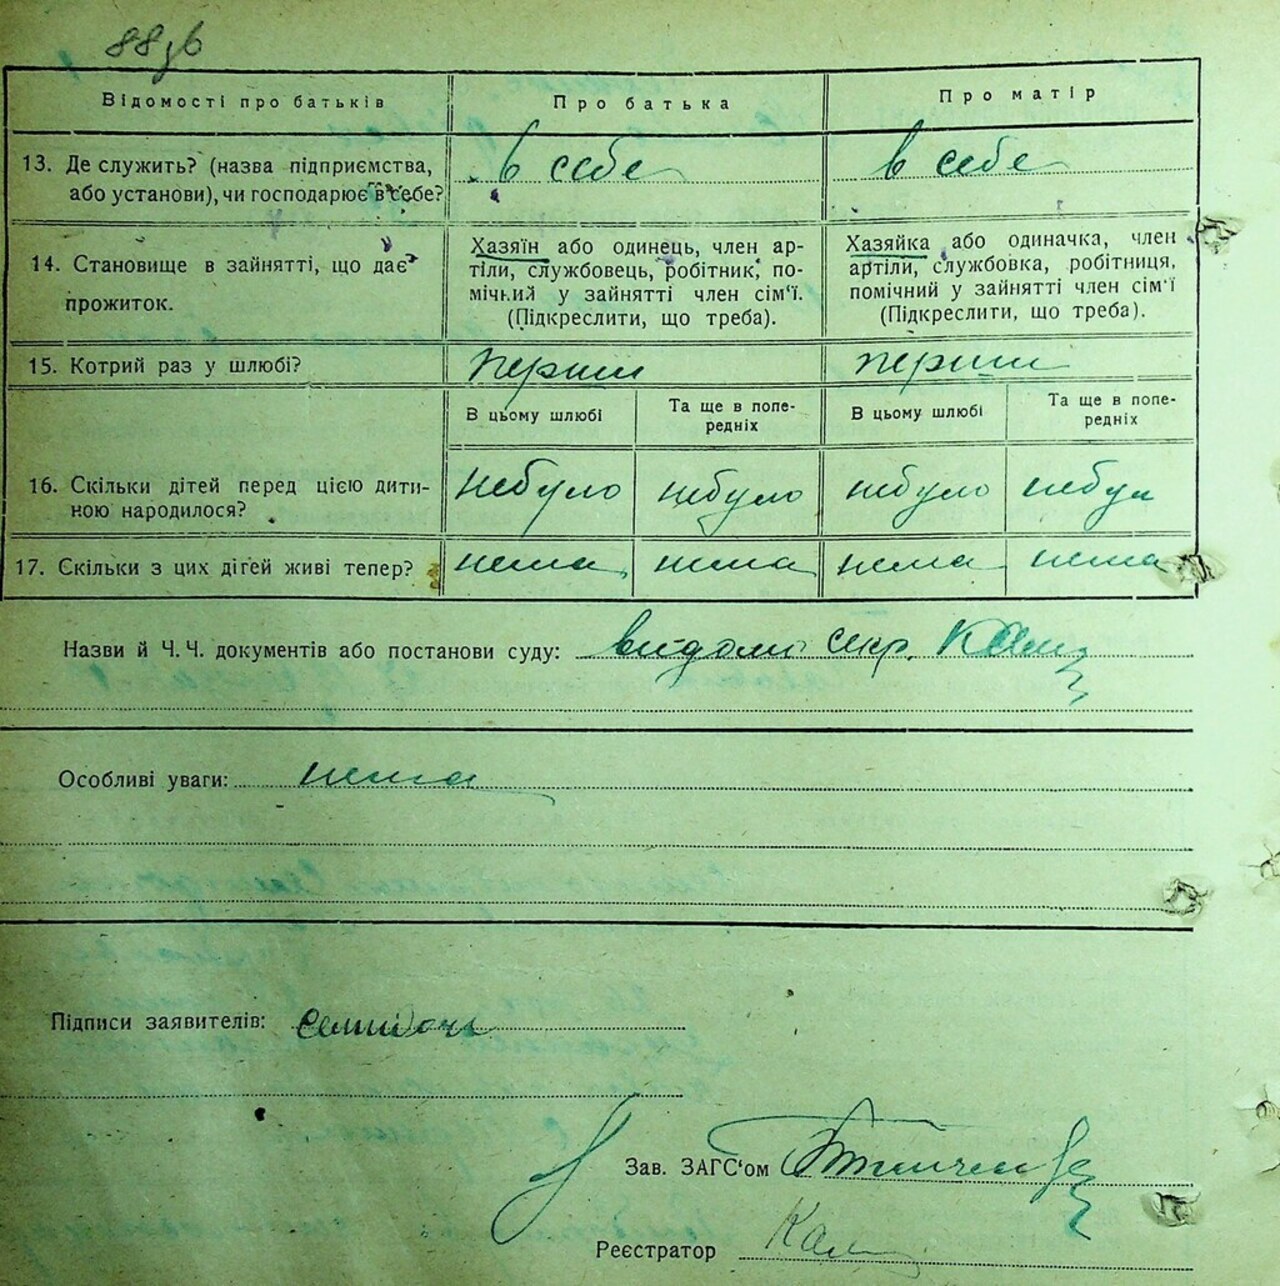 88 зв
Відомості про батьків
Про батька
Про матір
13. Де служить? (назва підприємства,
або установи), чи господарює в себе?
в себе
в себе
14. Становище в зайнятті, що дає
прожиток.
Хазяїн або одинець, член ар-
тіли, службовець, робітник, по-
мічний у зайнятті член сім'ї.
(Підкреслити, що треба).
Хазяйка або одиначка, член
артіли, службовка, робітниця,
помічний у зайнятті член сім'ї
(Підкреслити, що треба).
15. Котрий раз у шлюбі?
перший
перший
В цьому шлюбі
Та ще в попе-
редніх
В цьому шлюбі
Та ще в попе-
редніх
16. Скільки дітей перед цією дити-
ною народилося?
небуло
небуло
небуло
небул
17. Скільки з цих дітей живі тепер?
нема
нема
нема
нема
Назви й Ч. Ч. документів або постанови суду: секр.
Особливі уваги: нема
Підписи заявителів:
Зав. ЗАГС'ом
Реєстратор